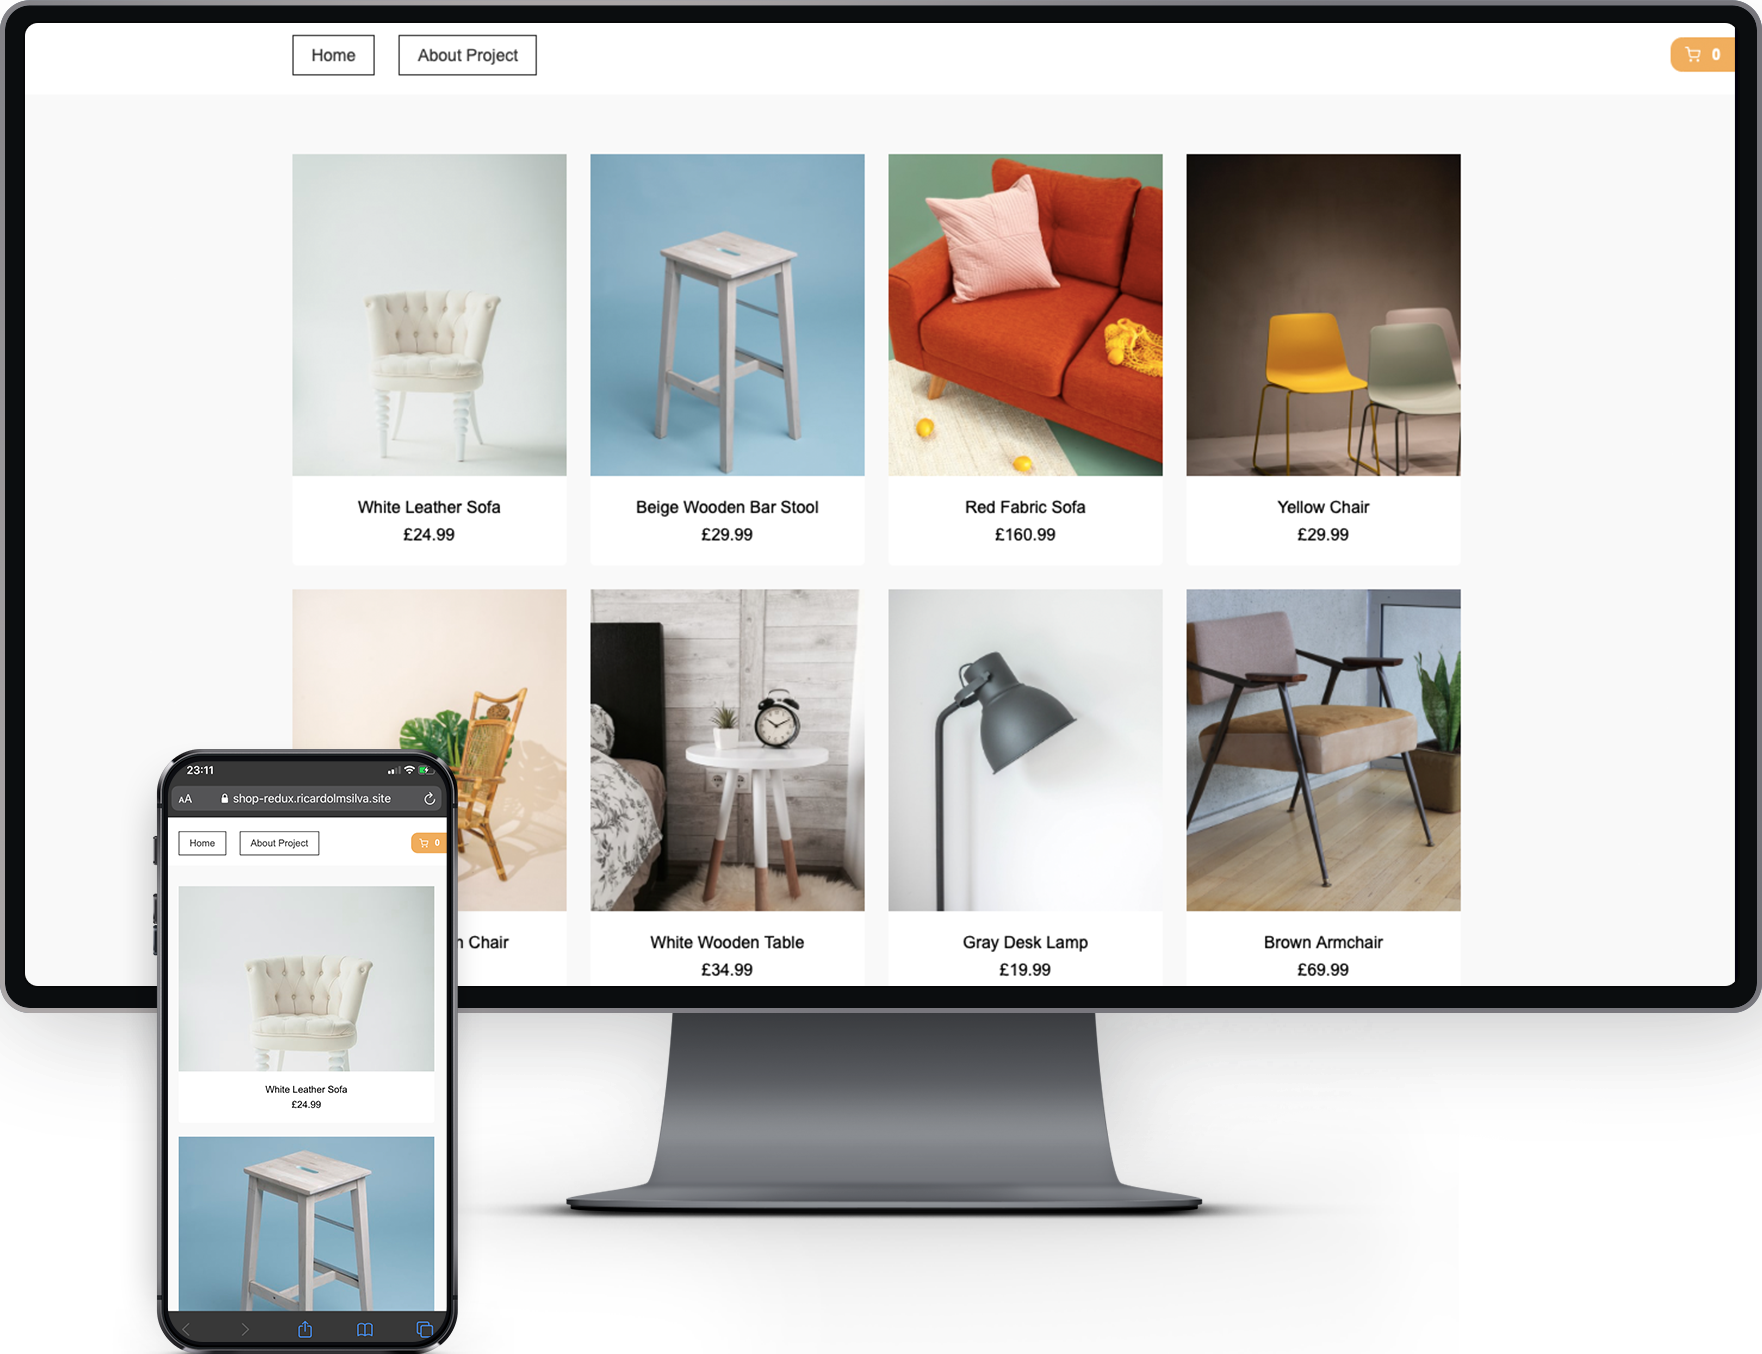 Home
About Project
0
White Leather Sofa
£24.99
Beige Wooden Bar Stool
£29.99
Red Fabric Sofa
£160.99
Yellow Chair
£29.99
Chair
White Wooden Table
£34.99
Gray Desk Lamp
£19.99
Brown Armchair
£69.99
23:11
AA shop-redux.ricardolmsilva.site
Home
About Project
0
White Leather Sofa
£24.99